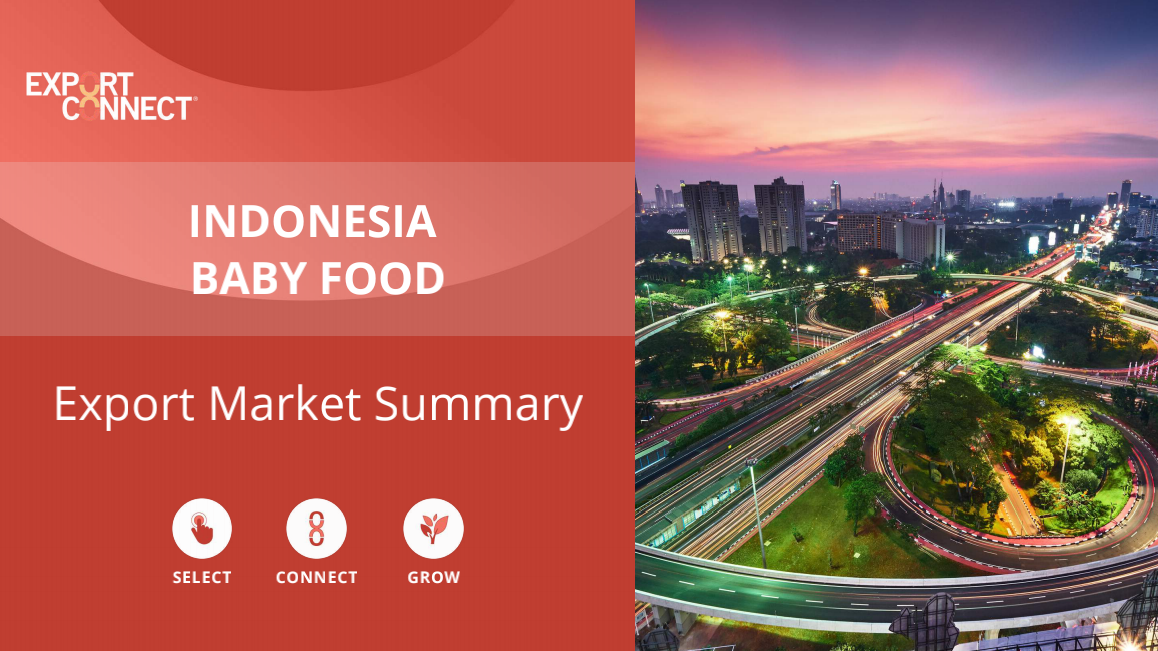 EXPORT
CONNECT®
INDONESIA
BABY FOOD
Export Market Summary
SELECT
CONNECT
GROW